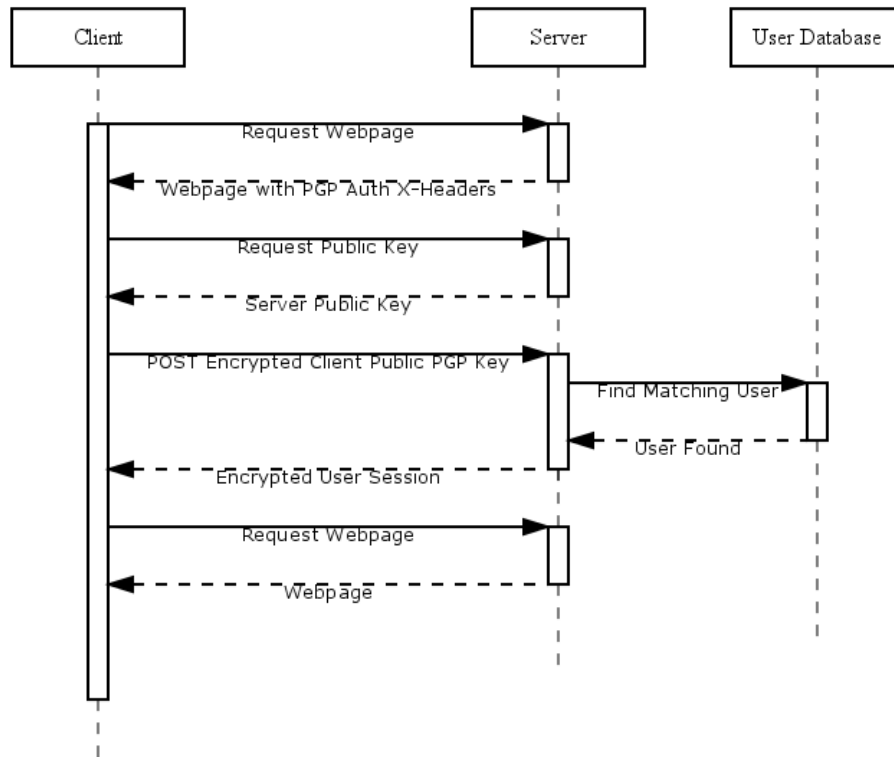 Client
Server
User Database
Request Webpage
Webpage with PGP Auth X-Headers
Request Public Key
Server Public Key
POST Encrypted Client Public PGP Key
Find Matching User
User Found
Encrypted User Session
Request Webpage
Webpage